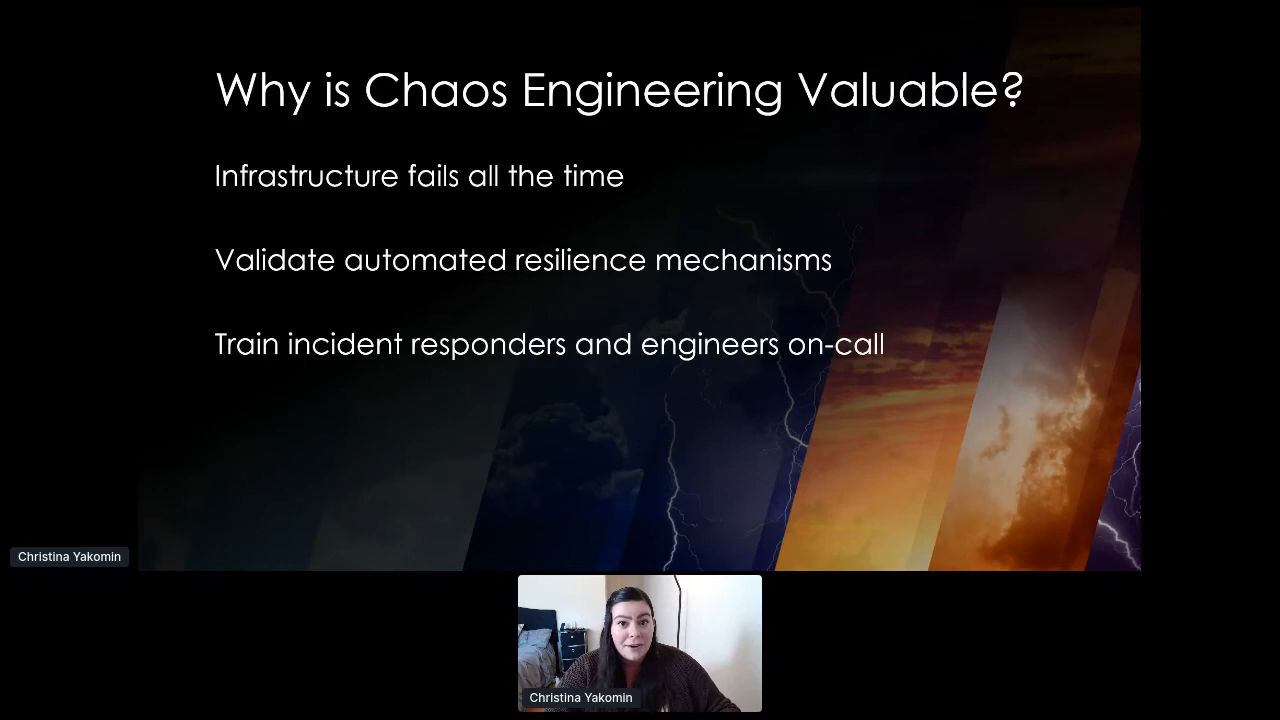 Why is Chaos Engineering Valuable?
Infrastructure fails all the time
Validate automated resilience mechanisms
Train incident responders and engineers on-call
Christina Yakomin
Christina Yakomin